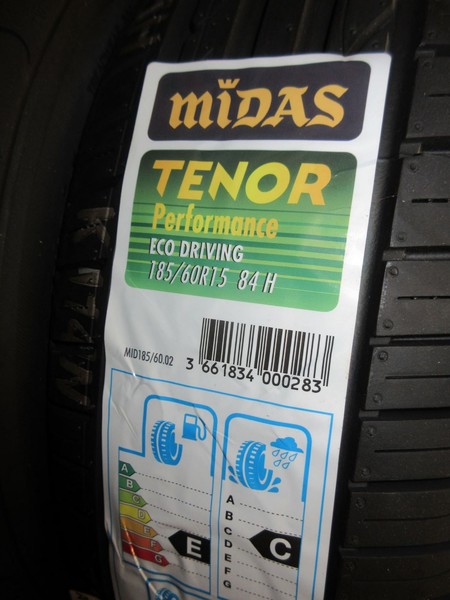 MIDAS
TENOR
Performance
ECO DRIVING
185/60R15 84 H
MID185/60.02
3 661834 000283
A
B
C
D
E
F
G
E
A
B
C
D
E
F
G
C